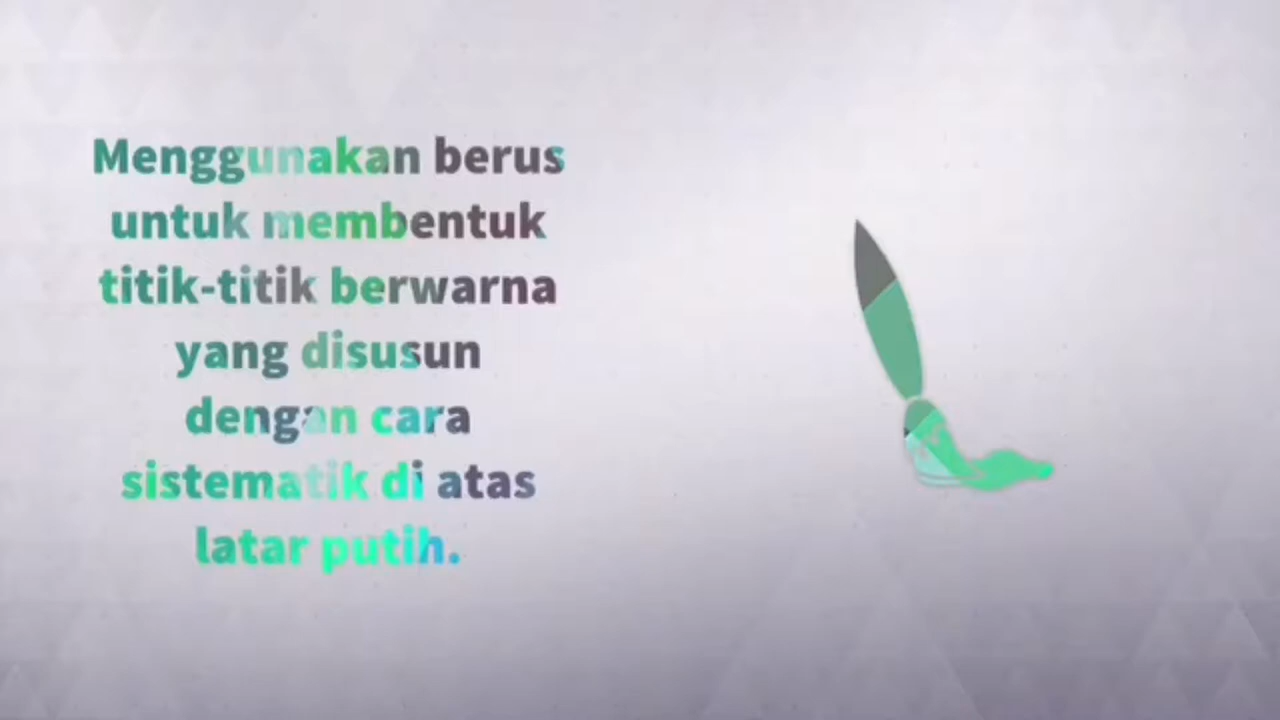 Menggunakan berus
untuk membentuk
titik-titik berwarna
yang disusun
dengan cara
sistematik di atas
latar putih.